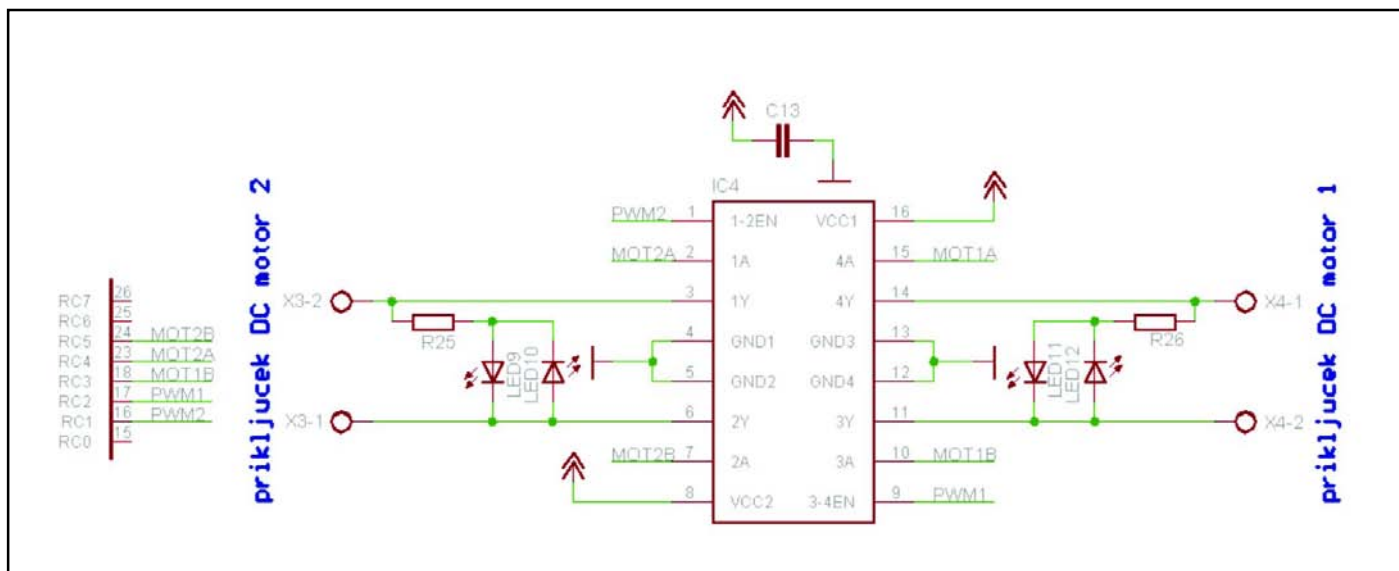 C13
IC4
PWM2 1 1-2EN VCC1 16
MOT2A 2 1A 4A 15 MOT1A
X3-2 3 1Y 4Y 14 X4-1
R25 4 GND1 GND3 13 R26
LED9 LED10 5 GND2 GND4 12 LED11 LED12
X3-1 6 2Y 3Y 11 X4-2
MOT2B 7 2A 3A 10 MOT1B
8 VCC2 3-4EN 9 PWM1
RC7 26
RC6 25
RC5 24 MOT2B
RC4 23 MOT2A
RC3 18 MOT1B
RC2 17 PWM1
RC1 16 PWM2
RC0 15
prikljucek DC motor 2
prikljucek DC motor 1